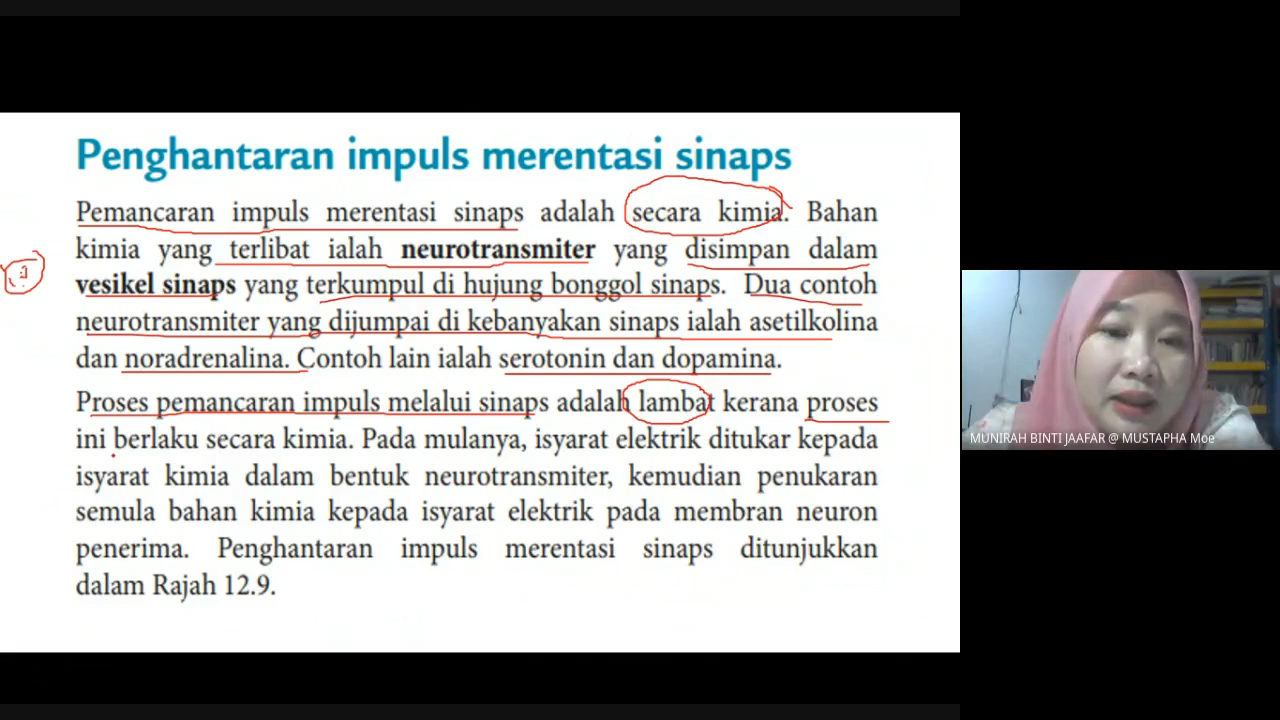 Penghantaran impuls merentasi sinaps
Pemancaran impuls merentasi sinaps adalah secara kimia. Bahan
kimia yang terlibat ialah neurotransmiter yang disimpan dalam
vesikel sinaps yang terkumpul di hujung bonggol sinaps. Dua contoh
neurotransmiter yang dijumpai di kebanyakan sinaps ialah asetilkolina
dan noradrenalina. Contoh lain ialah serotonin dan dopamina.
Proses pemancaran impuls melalui sinaps adalah lambat kerana proses
ini berlaku secara kimia. Pada mulanya, isyarat elektrik ditukar kepada
isyarat kimia dalam bentuk neurotransmiter, kemudian penukaran
semula bahan kimia kepada isyarat elektrik pada membran neuron
penerima. Penghantaran impuls merentasi sinaps ditunjukkan
dalam Rajah 12.9.
MUNIRAH BINTI JAAFAR @ MUSTAPHA Moe